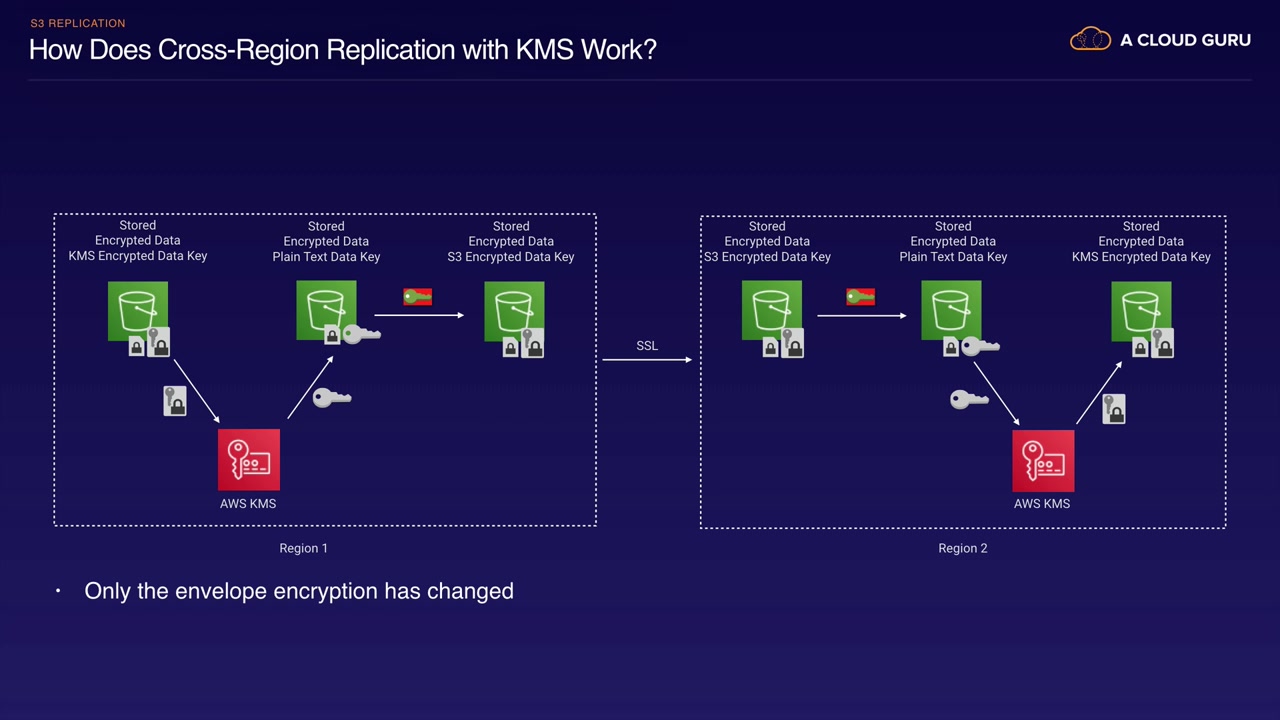 S3 REPLICATION
How Does Cross-Region Replication with KMS Work?
A CLOUD GURU
Stored
Encrypted Data
KMS Encrypted Data Key
Stored
Encrypted Data
Plain Text Data Key
Stored
Encrypted Data
S3 Encrypted Data Key
AWS KMS
Region 1
SSL
Stored
Encrypted Data
S3 Encrypted Data Key
Stored
Encrypted Data
Plain Text Data Key
Stored
Encrypted Data
KMS Encrypted Data Key
AWS KMS
Region 2
• Only the envelope encryption has changed